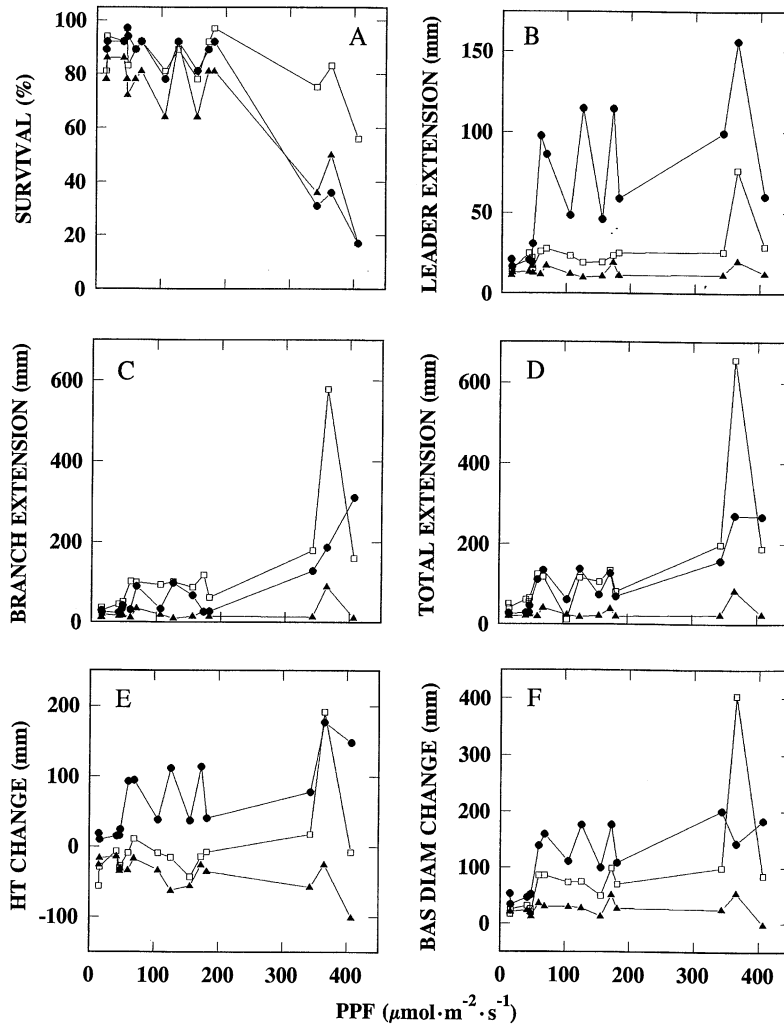 A
SURVIVAL (%)
100
80
60
40
20
0
B
LEADER EXTENSION (mm)
150
100
50
0
C
BRANCH EXTENSION (mm)
600
400
200
0
D
TOTAL EXTENSION (mm)
600
400
200
0
E
HT CHANGE (mm)
200
100
0
-100
0 100 200 300 400
F
BAS DIAM CHANGE (mm)
400
300
200
100
0
0 100 200 300 400
PPF (μmol·m⁻²·s⁻¹)